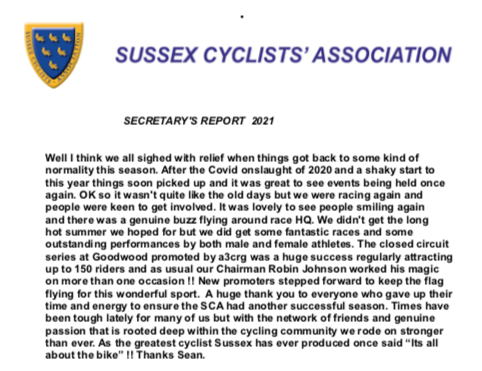 SUSSEX CYCLISTS' ASSOCIATION
SECRETARY'S REPORT 2021
Well I think we all sighed with relief when things got back to some kind of
normality this season. After the Covid onslaught of 2020 and a shaky start to
this year things soon picked up and it was great to see events being held once
again. OK so it wasn't quite like the old days but we were racing again and
people were keen to get involved. It was lovely to see people smiling again
and there was a genuine buzz flying around race HQ. We didn't get the long
hot summer we hoped for but we did get some fantastic races and some
outstanding performances by both male and female athletes. The closed circuit
series at Goodwood promoted by a3crg was a huge success regularly attracting
up to 150 riders and as usual our Chairman Robin Johnson worked his magic
on more than one occasion !! New promoters stepped forward to keep the flag
flying for this wonderful sport. A huge thank you to everyone who gave up their
time and energy to ensure the SCA had another successful season. Times have
been tough lately for many of us but with the network of friends and genuine
passion that is rooted deep within the cycling community we rode on stronger
than ever. As the greatest cyclist Sussex has ever produced once said “Its all
about the bike” !! Thanks Sean.